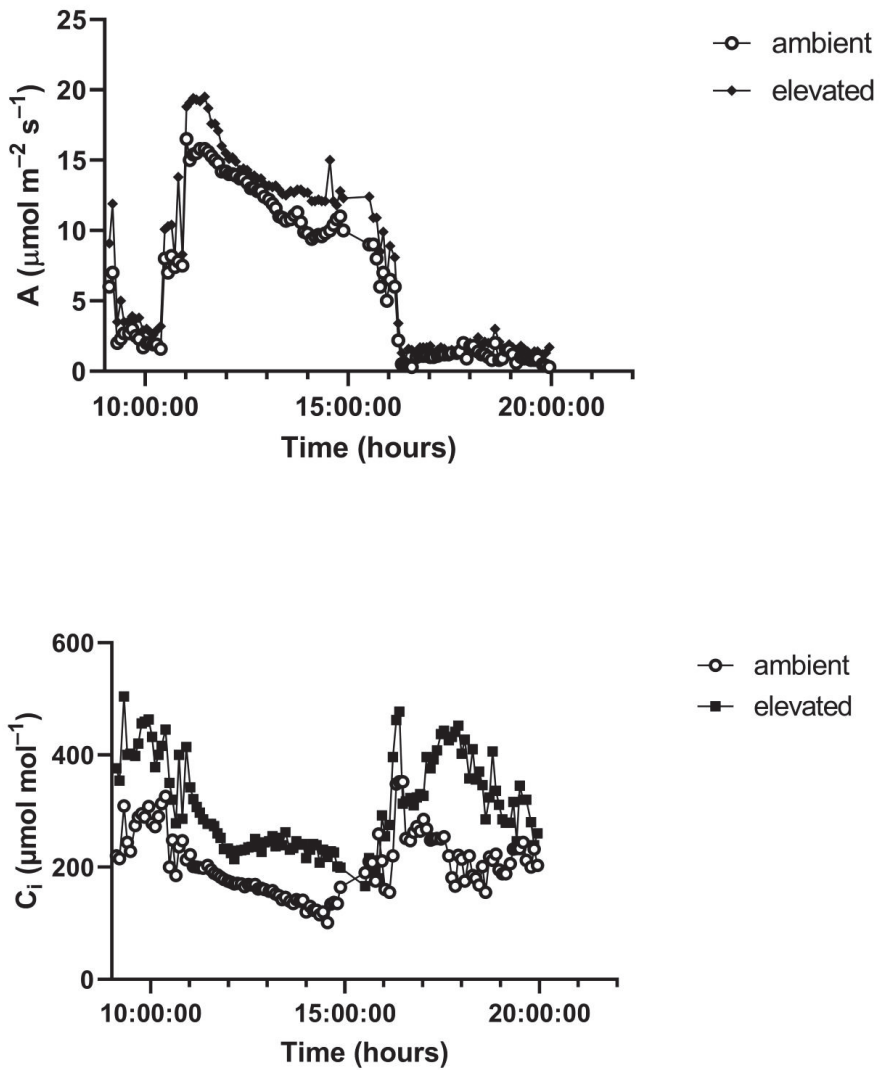 25
20
15
10
5
0
A (μmol m⁻² s⁻¹)
10:00:00 15:00:00 20:00:00
Time (hours)
ambient
elevated
600
400
200
0
Cᵢ (μmol mol⁻¹)
10:00:00 15:00:00 20:00:00
Time (hours)
ambient
elevated